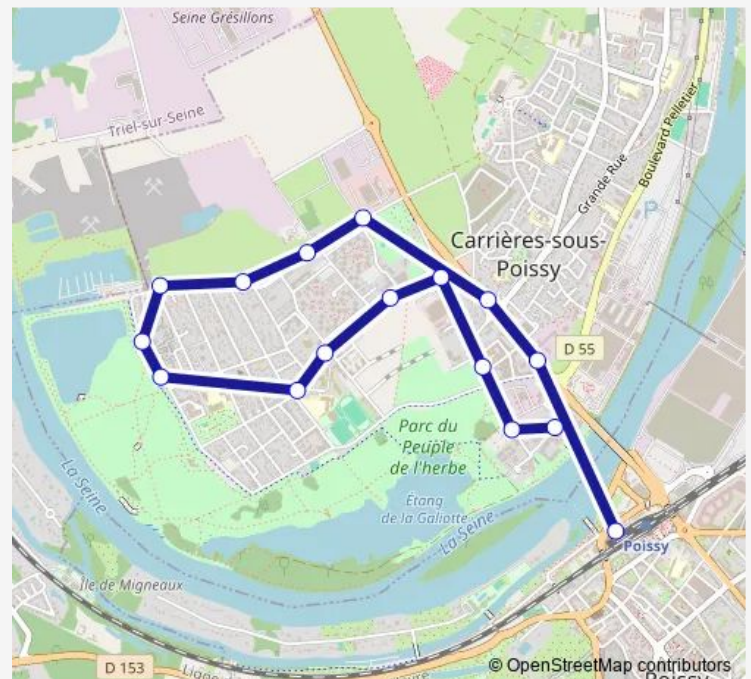 Seine Grésillons
Triel-sur-Seine
Boulevard Pelletier
Grande Rue
Carrières-sous-
Poissy
D 55
Parc du
Peuple
de l'herbe
Étang
de la Galiotte
La Seine
La Seine
Poissy
Île de Migneaux
D 153
© OpenStreetMap contributors
Poissy